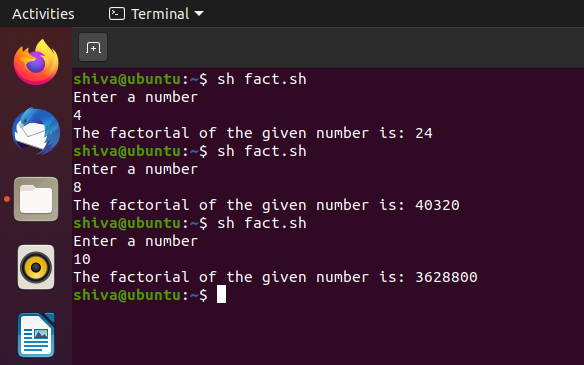 Activities Terminal
shiva@ubuntu:~$ sh fact.sh
Enter a number
4
The factorial of the given number is: 24
shiva@ubuntu:~$ sh fact.sh
Enter a number
8
The factorial of the given number is: 40320
shiva@ubuntu:~$ sh fact.sh
Enter a number
10
The factorial of the given number is: 3628800
shiva@ubuntu:~$